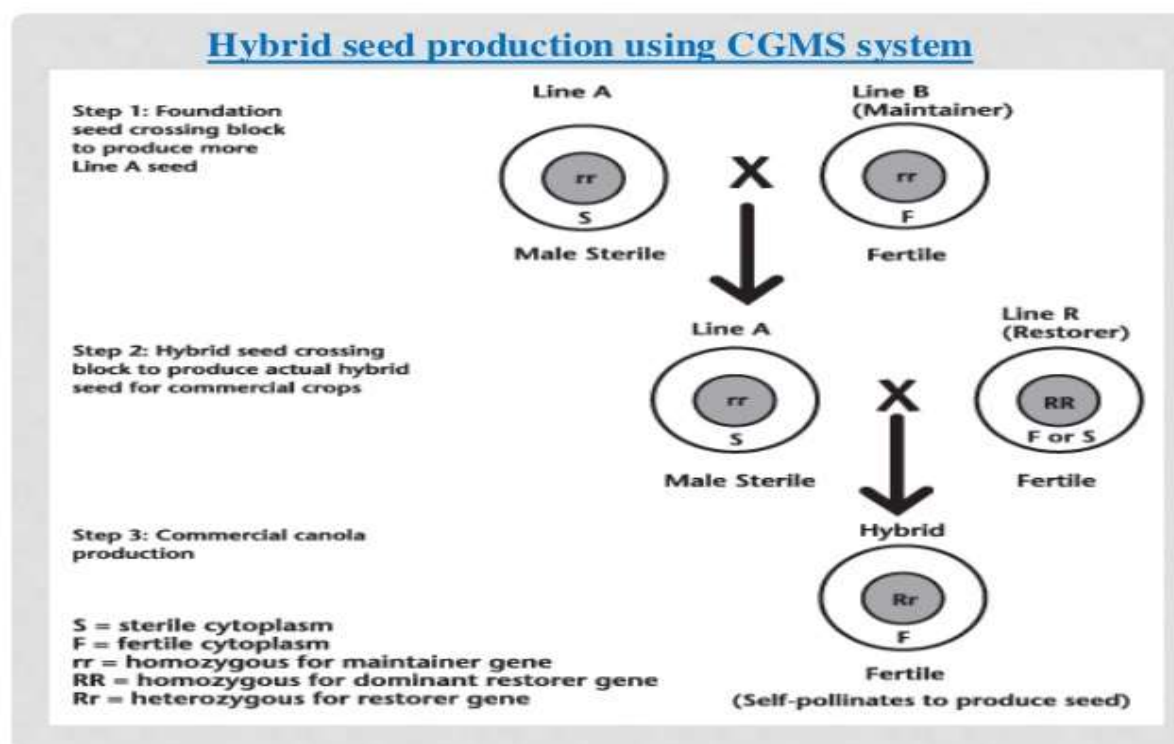 Hybrid seed production using CGMS system
Line A
Line B
(Maintainer)
Step 1: Foundation
seed crossing block
to produce more
Line A seed
rr
S
X
rr
F
Male Sterile
Fertile
Line A
Line R
(Restorer)
Step 2: Hybrid seed crossing
block to produce actual hybrid
seed for commercial crops
rr
S
X
RR
F or S
Male Sterile
Fertile
Step 3: Commercial canola
production
Hybrid
Rr
F
Fertile
(Self-pollinates to produce seed)
S = sterile cytoplasm
F = fertile cytoplasm
rr = homozygous for maintainer gene
RR = homozygous for dominant restorer gene
Rr = heterozygous for restorer gene